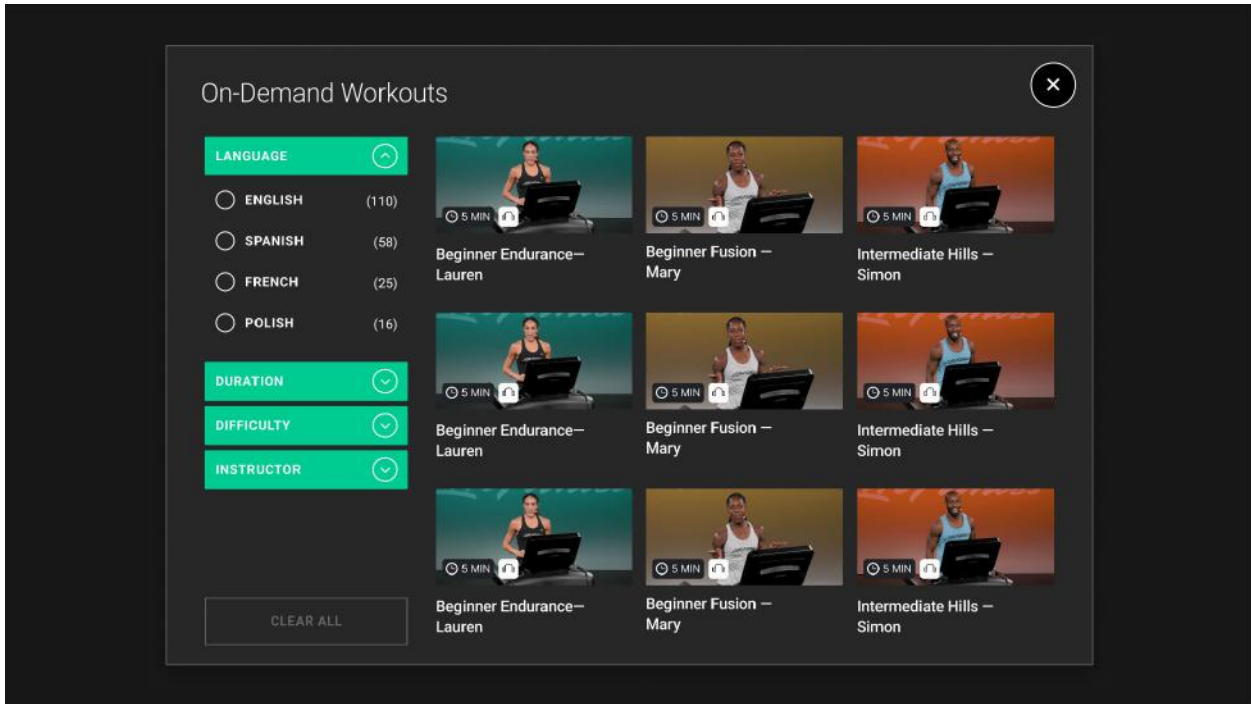 On-Demand Workouts
LANGUAGE
ENGLISH (110)
SPANISH (58)
FRENCH (25)
POLISH (16)
DURATION
DIFFICULTY
INSTRUCTOR
CLEAR ALL
5 MIN
Beginner Endurance—
Lauren
5 MIN
Beginner Fusion —
Mary
5 MIN
Intermediate Hills —
Simon
5 MIN
Beginner Endurance—
Lauren
5 MIN
Beginner Fusion —
Mary
5 MIN
Intermediate Hills —
Simon
5 MIN
Beginner Endurance—
Lauren
5 MIN
Beginner Fusion —
Mary
5 MIN
Intermediate Hills —
Simon